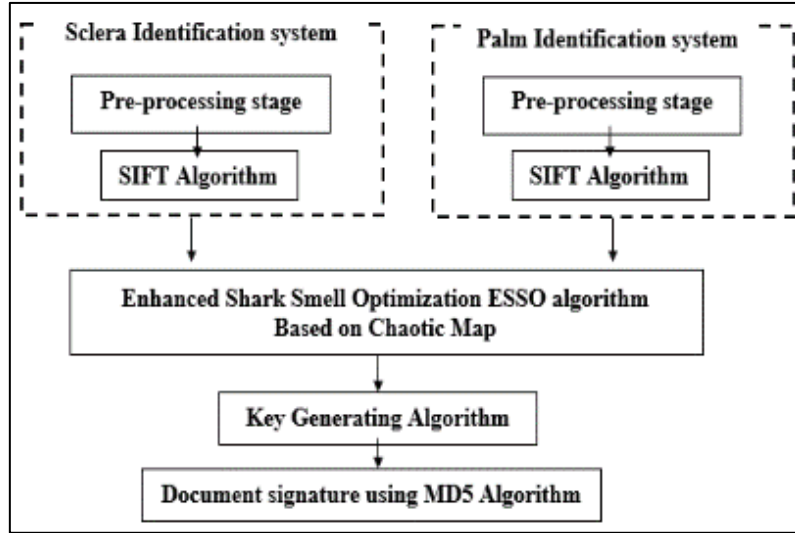 Sclera Identification system
Pre-processing stage
SIFT Algorithm
Palm Identification system
Pre-processing stage
SIFT Algorithm
Enhanced Shark Smell Optimization ESSO algorithm
Based on Chaotic Map
Key Generating Algorithm
Document signature using MD5 Algorithm